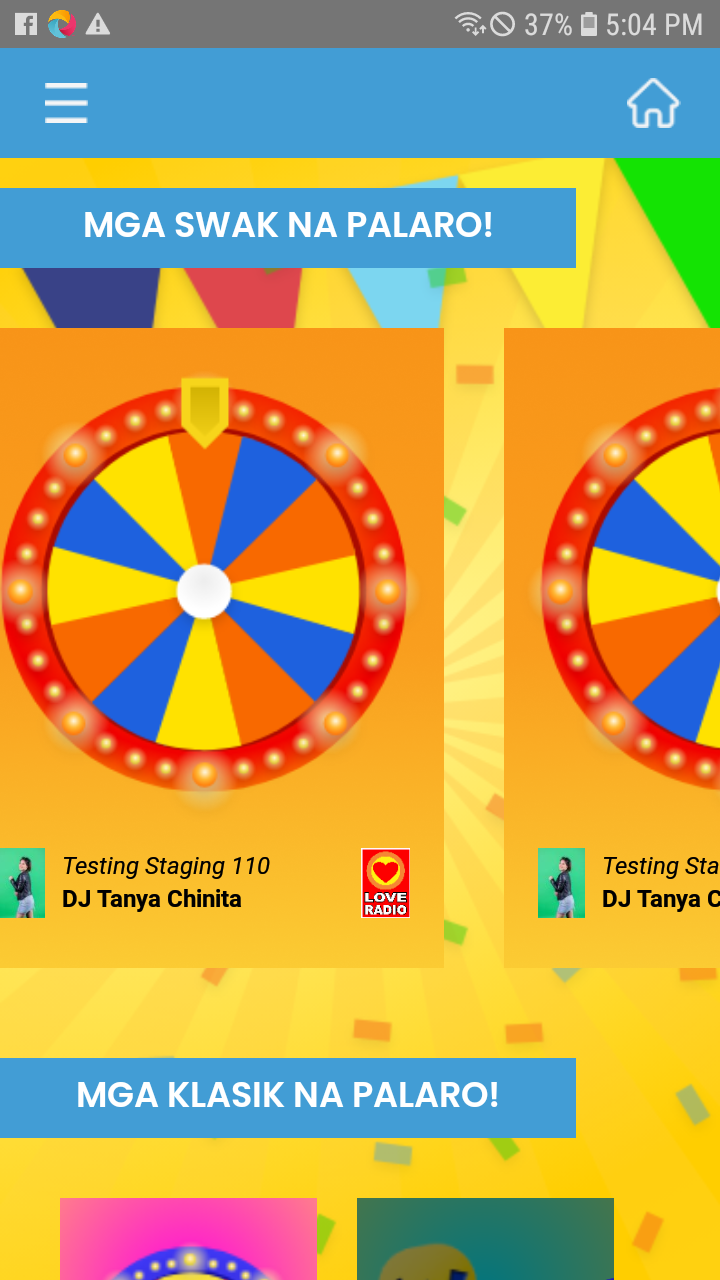 37% 5:04 PM
MGA SWAK NA PALARO!
Testing Staging 110
DJ Tanya Chinita
LOVE
RADIO
Testing Sta
DJ Tanya C
MGA KLASIK NA PALARO!